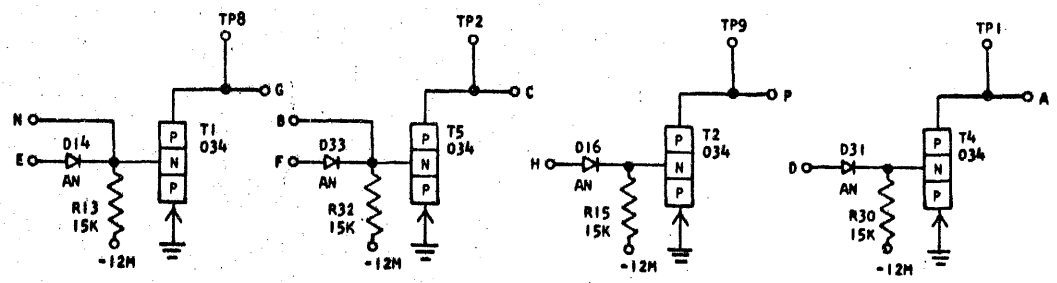 TP8
TP2
TP9
TP1
G
C
P
A
N
B
P
T1
034
P
T5
034
P
T2
034
P
T4
034
E
D14
N
F
D33
N
H
D16
N
D
D31
N
AN
P
AN
P
AN
P
AN
P
R13
15K
R32
15K
R15
15K
R30
15K
-12M
-12M
-12M
-12M